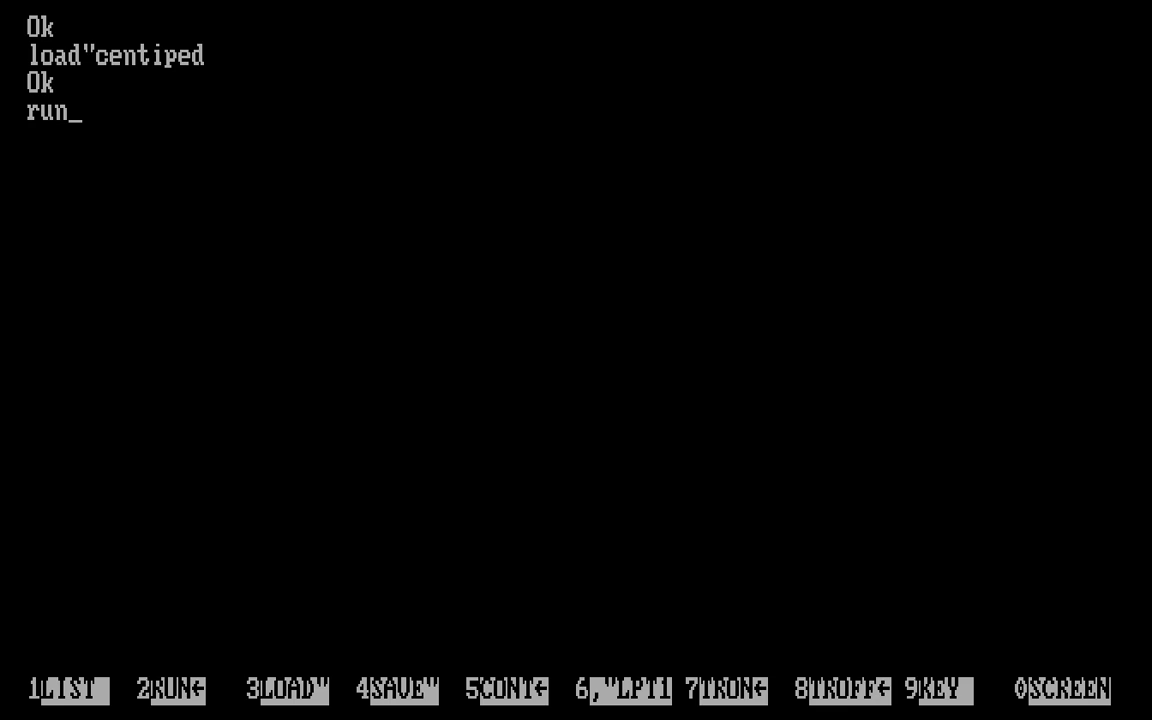 Ok
load"centiped
Ok
run_
1LIST 2RUN← 3LOAD" 4SAVE" 5CONT← 6,"LPT1 7TRON← 8TROFF← 9KEY 0SCREEN